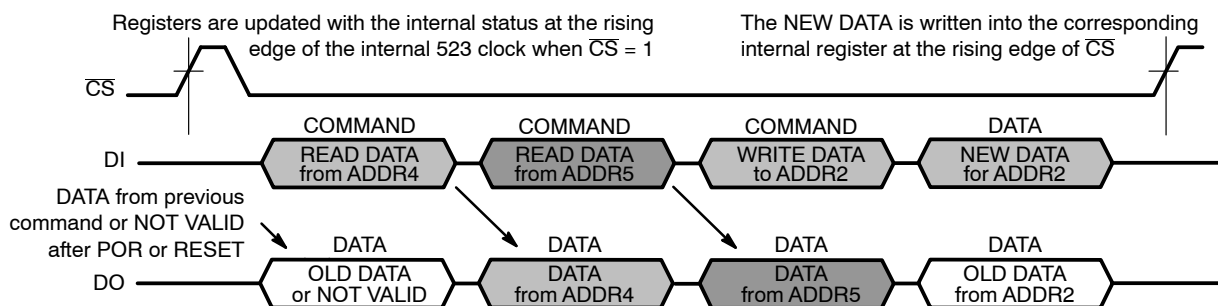 Registers are updated with the internal status at the rising
edge of the internal 523 clock when CS = 1
The NEW DATA is written into the corresponding
internal register at the rising edge of CS
CS
COMMAND
COMMAND
COMMAND
DATA
DI
READ DATA
from ADDR4
READ DATA
from ADDR5
WRITE DATA
to ADDR2
NEW DATA
for ADDR2
DATA from previous
command or NOT VALID
after POR or RESET
DATA
DATA
DATA
DATA
DO
OLD DATA
or NOT VALID
DATA
from ADDR4
DATA
from ADDR5
OLD DATA
from ADDR2